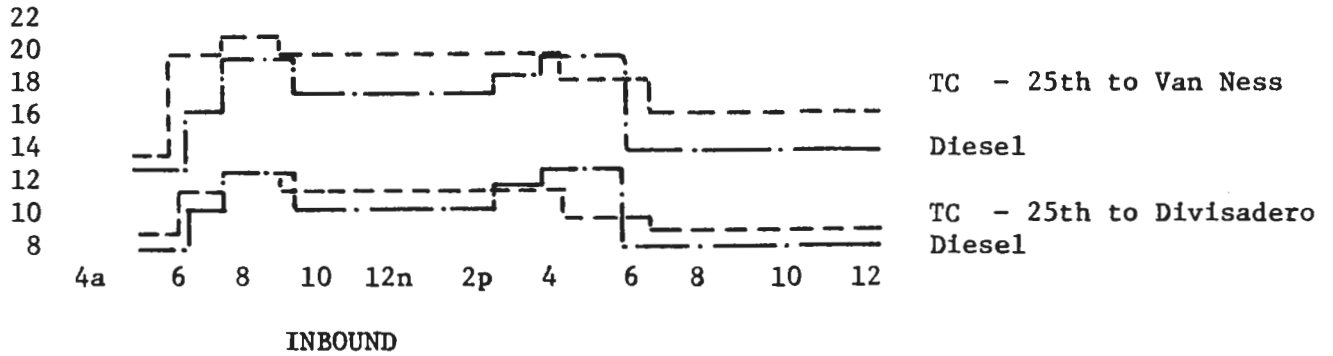 22
20
18
16
14
12
10
8
TC - 25th to Van Ness
Diesel
TC - 25th to Divisadero
Diesel
4a 6 8 10 12n 2p 4 6 8 10 12
INBOUND